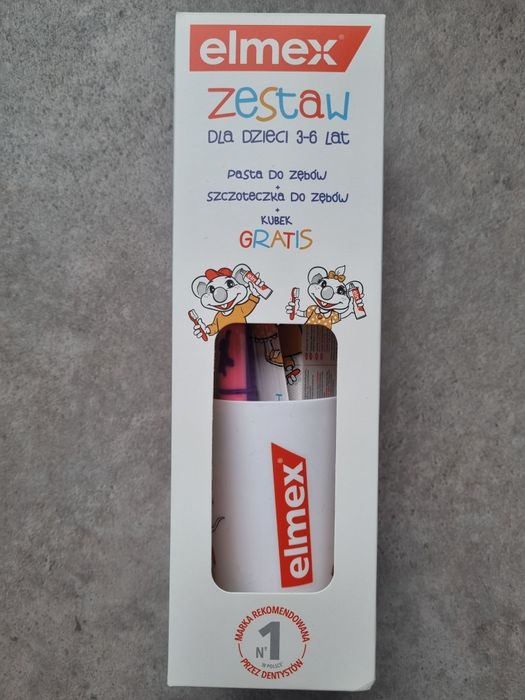 elmex®
zestaw
DLA DZIECI 3-6 lat
Pasta do zębów
+
szczoteczka do zębów
+
KUBEK
GRATIS
elmex®
MARKA REKOMENDOWANA
N° 1
W POLSCE
PRZEZ DENTYSTÓW